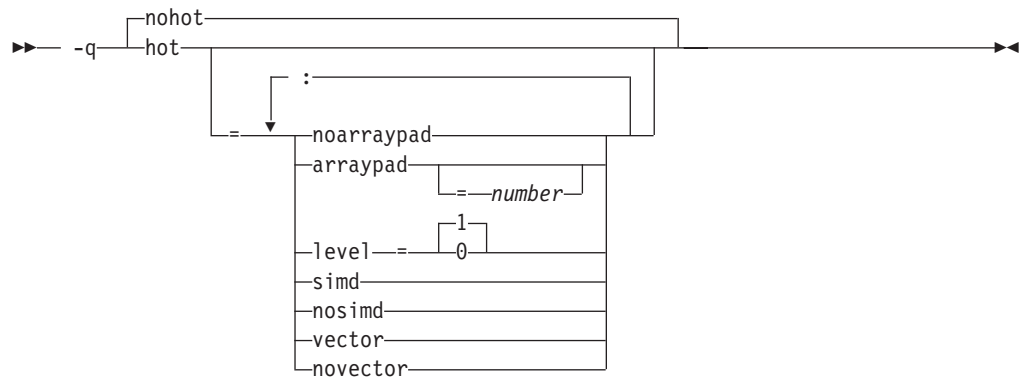 nohot
-q hot
:
= noarraypad
arraypad
= number
1
level = 0
simd
nosimd
vector
novector